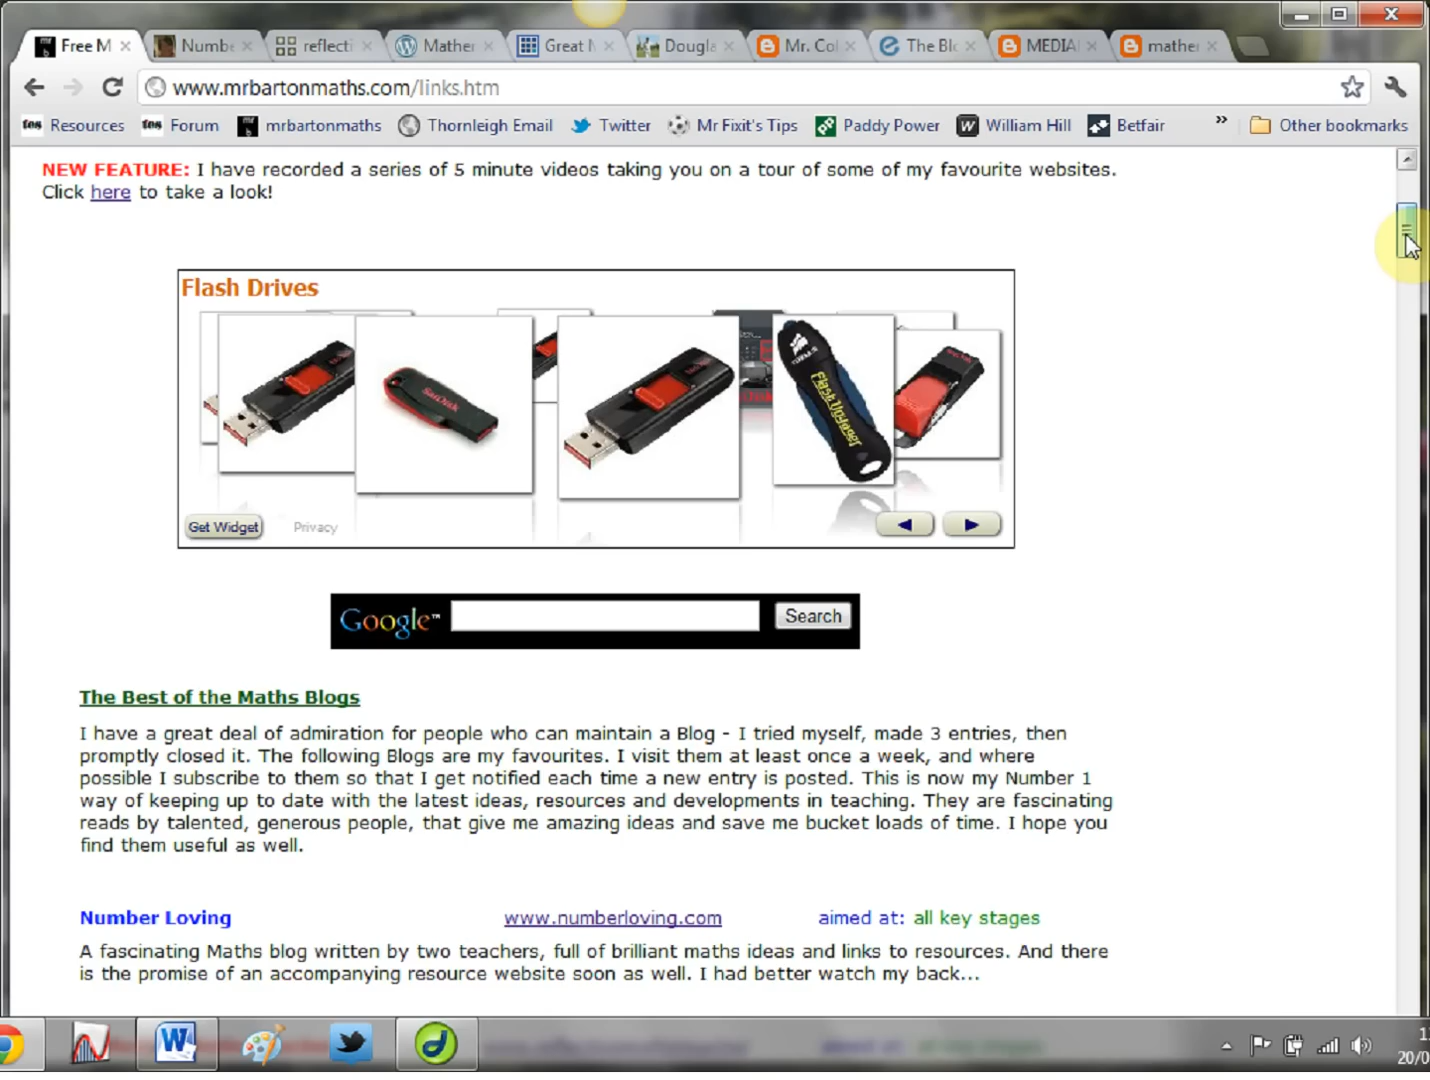 Free M
Numbe
reflecti
Mather
Great M
Dougla
Mr. Col
The Blo
MEDIA
mather
www.mrbartonmaths.com/links.htm
tes Resources
tes Forum
mrbartonmaths
Thornleigh Email
Twitter
Mr Fixit's Tips
Paddy Power
W William Hill
Betfair
»
Other bookmarks
NEW FEATURE: I have recorded a series of 5 minute videos taking you on a tour of some of my favourite websites.
Click here to take a look!
Flash Drives
SanDisk
Flash Voyager
Get Widget
Privacy
Google™
Search
The Best of the Maths Blogs
I have a great deal of admiration for people who can maintain a Blog - I tried myself, made 3 entries, then
promptly closed it. The following Blogs are my favourites. I visit them at least once a week, and where
possible I subscribe to them so that I get notified each time a new entry is posted. This is now my Number 1
way of keeping up to date with the latest ideas, resources and developments in teaching. They are fascinating
reads by talented, generous people, that give me amazing ideas and save me bucket loads of time. I hope you
find them useful as well.
Number Loving www.numberloving.com aimed at: all key stages
A fascinating Maths blog written by two teachers, full of brilliant maths ideas and links to resources. And there
is the promise of an accompanying resource website soon as well. I had better watch my back...
20/0